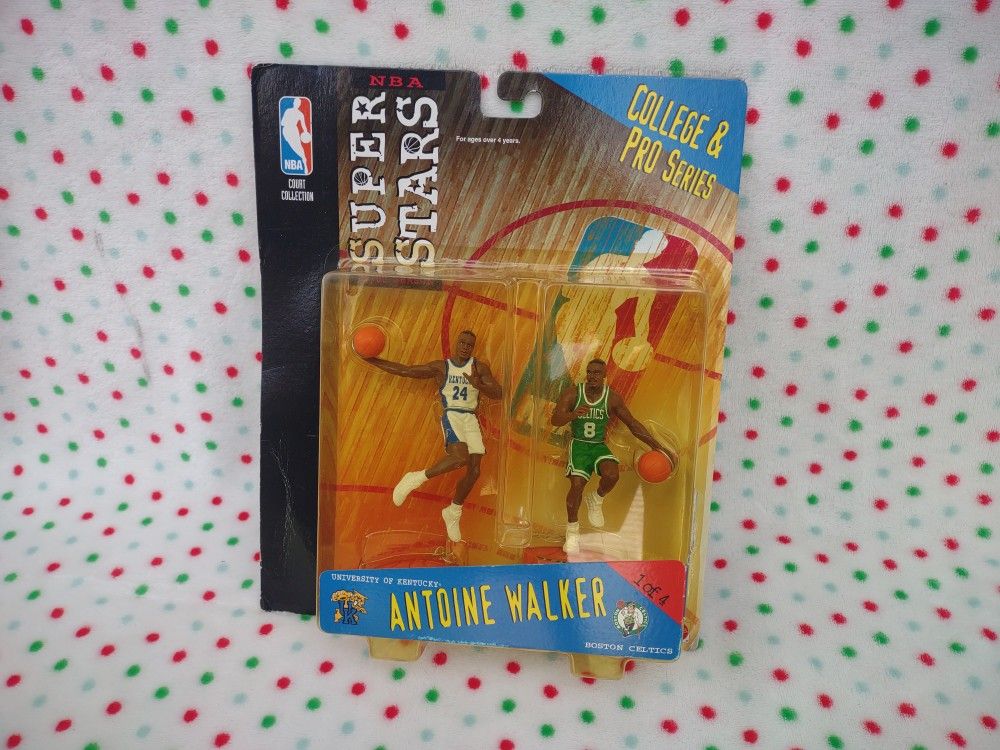 NBA
SUPER
STARS
NBA
COURT
COLLECTION
For ages over 4 years.
COLLEGE &
PRO SERIES
KENTUCKY
24
CELTICS
8
UNIVERSITY OF KENTUCKY
ANTOINE WALKER
1 of 4
BOSTON CELTICS